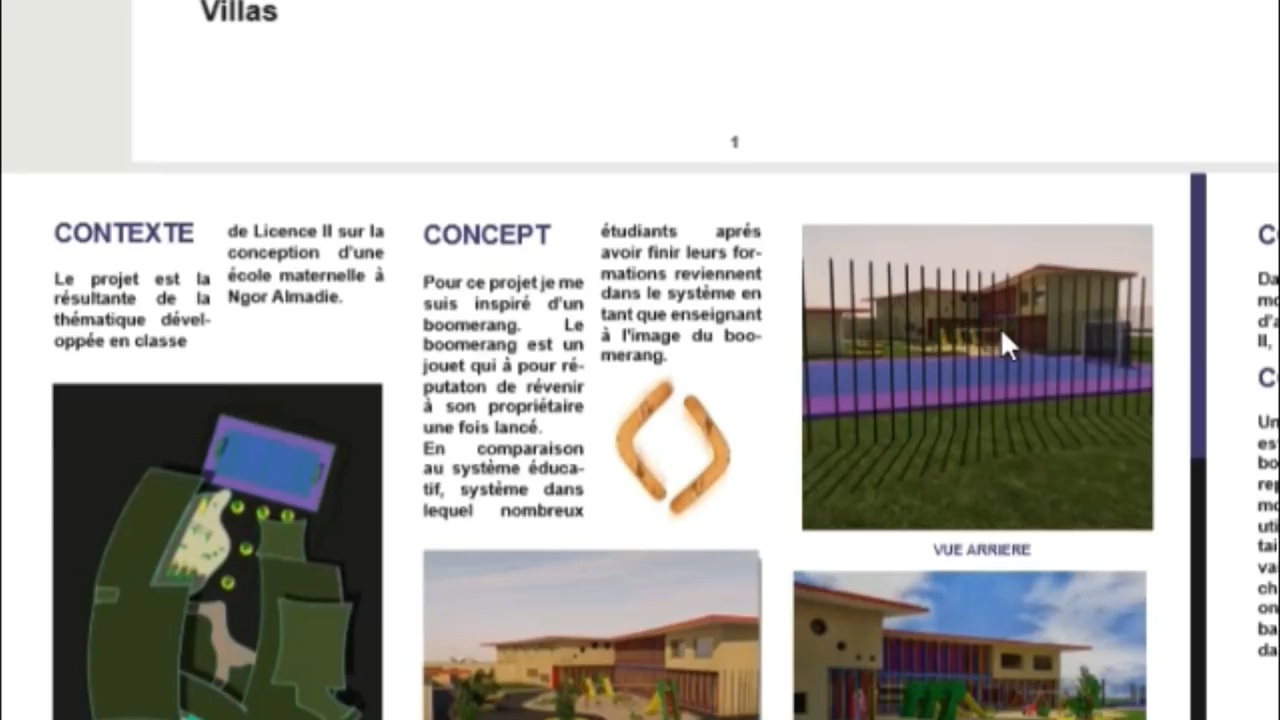 Villas
1
CONTEXTE
Le projet est la
résultante de la
thématique dével-
oppée en classe
de Licence II sur la
conception d'une
école maternelle à
Ngor Almadie.
CONCEPT
Pour ce projet je me
suis inspiré d'un
boomerang. Le
boomerang est un
jouet qui à pour ré-
putaton de révenir
à son propriétaire
une fois lancé.
En comparaison
au système éduca-
tif, système dans
lequel nombreux
étudiants aprés
avoir finir leurs for-
mations reviennent
dans le système en
tant que enseignant
à l'image du boo-
merang.
VUE ARRIERE